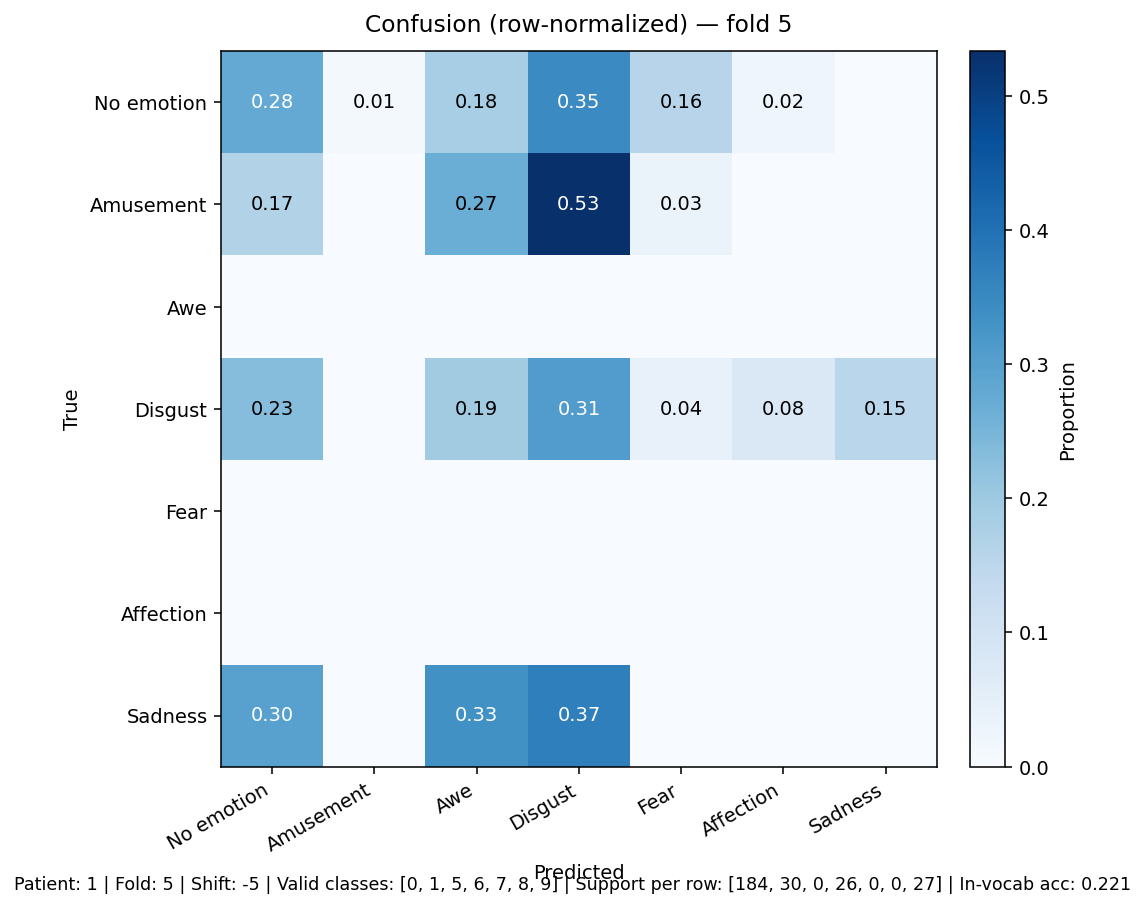 Confusion (row-normalized) — fold 5
No emotion 0.28 0.01 0.18 0.35 0.16 0.02
Amusement 0.17 0.27 0.53 0.03
Awe
Disgust 0.23 0.19 0.31 0.04 0.08 0.15
Fear
Affection
Sadness 0.30 0.33 0.37
True
No emotion Amusement Awe Disgust Fear Affection Sadness
Predicted
0.5
0.4
0.3
0.2
0.1
0.0
Proportion
Patient: 1 | Fold: 5 | Shift: -5 | Valid classes: [0, 1, 5, 6, 7, 8, 9] | Support per row: [184, 30, 0, 26, 0, 0, 27] | In-vocab acc: 0.221